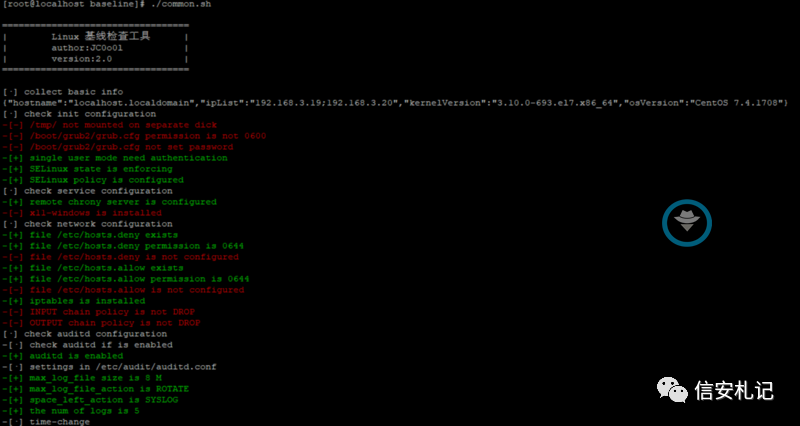 [root@localhost baseline]# ./common.sh
=================================
| Linux 基线检查工具 |
| author:JC0o0l |
| version:2.0 |
=================================
[·] collect basic info
{"hostname":"localhost.localdomain","ipList":"192.168.3.19;192.168.3.20","kernelVersion":"3.10.0-693.el7.x86_64","osVersion":"CentOS 7.4.1708"}
[·] check init configuration
-[-] /tmp/ not mounted on separate disk
-[-] /boot/grub2/grub.cfg permission is not 0600
-[-] /boot/grub2/grub.cfg not set password
-[+] single user mode need authentication
-[+] SELinux state is enforcing
-[+] SELinux policy is configured
[·] check service configuration
-[+] remote chrony server is configured
-[-] x11-windows is installed
[·] check network configuration
-[+] file /etc/hosts.deny exists
-[+] file /etc/hosts.deny permission is 0644
-[-] file /etc/hosts.deny is not configured
-[+] file /etc/hosts.allow exists
-[+] file /etc/hosts.allow permission is 0644
-[-] file /etc/hosts.allow is not configured
-[+] iptables is installed
-[-] INPUT chain policy is not DROP
-[-] OUTPUT chain policy is not DROP
[·] check auditd configuration
-[·] check auditd if is enabled
-[+] auditd is enabled
-[·] settings in /etc/audit/auditd.conf
-[+] max_log_file size is 8 M
-[+] max_log_file_action is ROTATE
-[+] space_left_action is SYSLOG
-[+] the num of logs is 5
-[·] time-change
信安札记